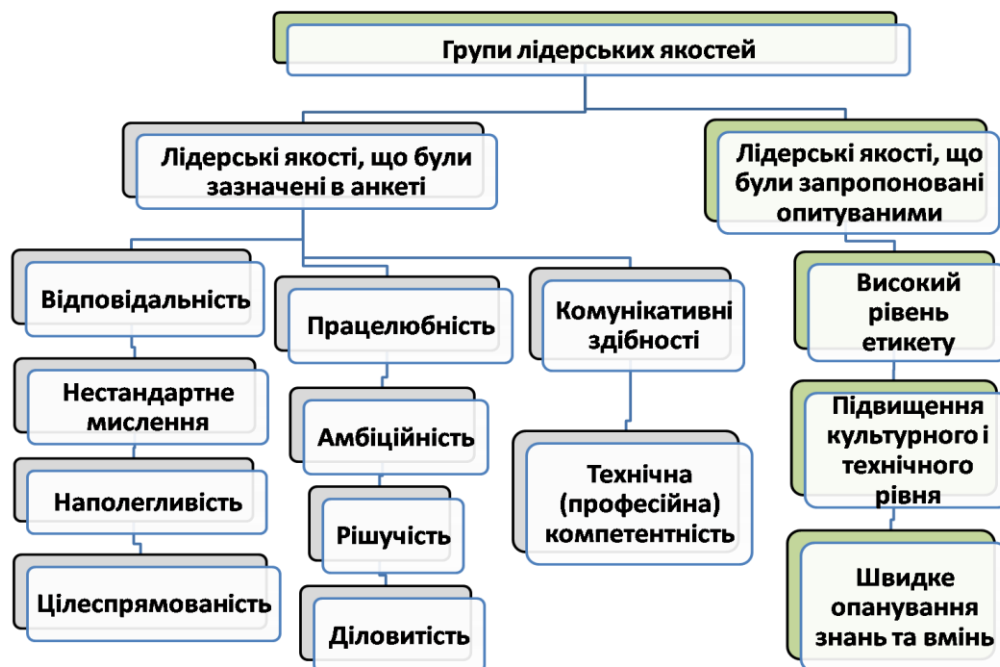 Групи лідерських якостей
Лідерські якості, що були
зазначені в анкеті
Лідерські якості, що
були запропоновані
опитуваними
Відповідальність
Нестандартне
мислення
Наполегливість
Цілеспрямованість
Працелюбність
Амбіційність
Рішучість
Діловитість
Комунікативні
здібності
Технічна
(професійна)
компетентність
Високий
рівень
етикету
Підвищення
культурного і
технічного
рівня
Швидке
опанування
знань та вмінь